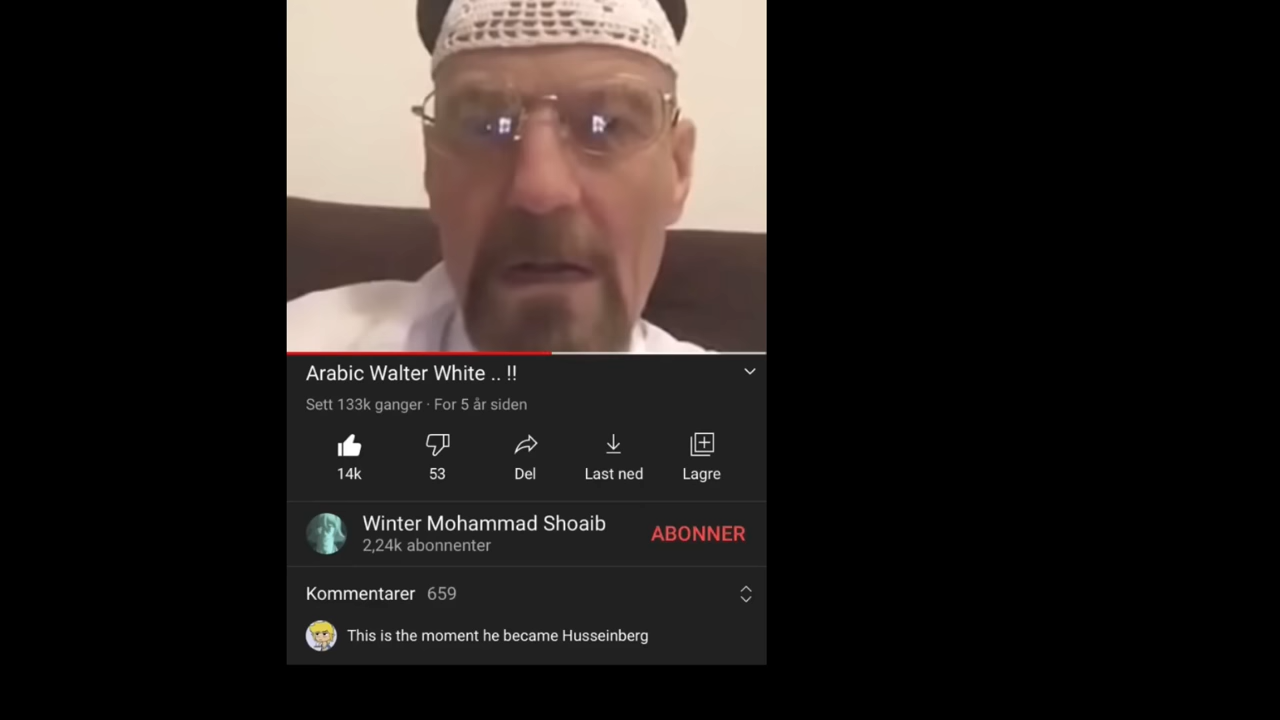 Arabic Walter White .. !!
Sett 133k ganger · For 5 år siden
14k
53
Del
Last ned
Lagre
Winter Mohammad Shoaib
2,24k abonnenter
ABONNER
Kommentarer 659
This is the moment he became Husseinberg